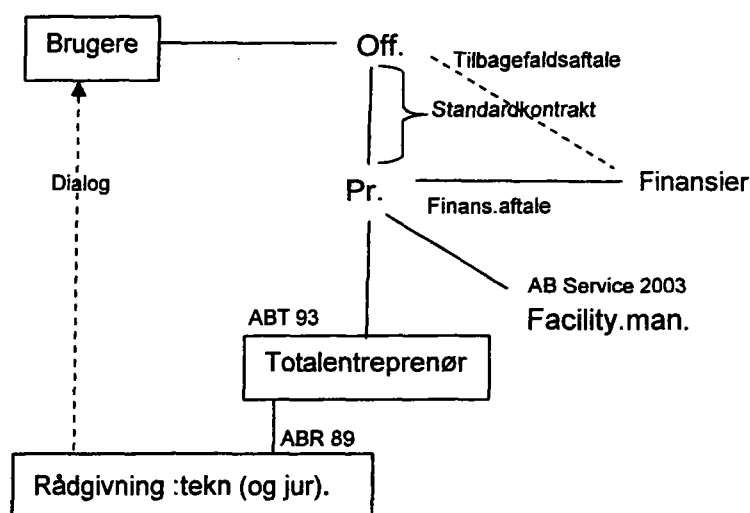 Brugere
Off.
Tilbagefaldsaftale
Standardkontrakt
Dialog
Pr.
Finansier
Finans.aftale
AB Service 2003
Facility.man.
ABT 93
Totalentreprenør
ABR 89
Rådgivning :tekn (og jur).